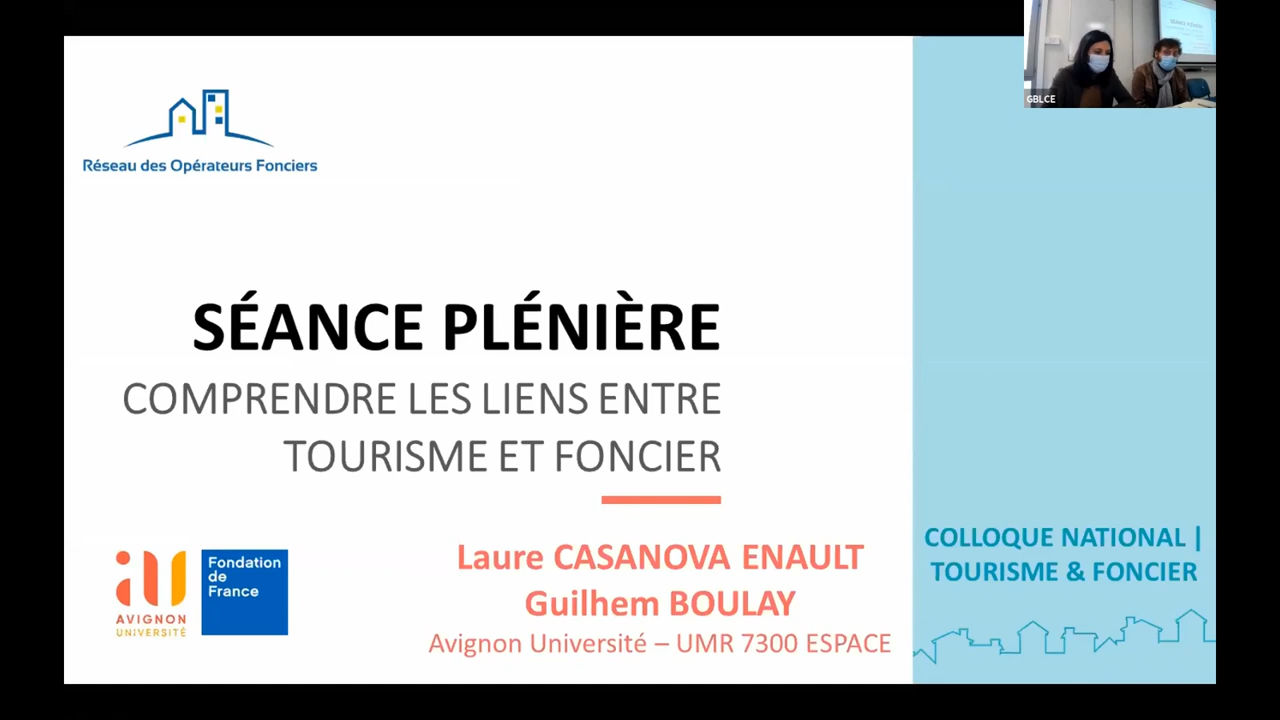 GBLCE
Réseau des Opérateurs Fonciers
SÉANCE PLÉNIÈRE
COMPRENDRE LES LIENS ENTRE
TOURISME ET FONCIER
Laure CASANOVA ENAULT
Guilhem BOULAY
Avignon Université – UMR 7300 ESPACE
AVIGNON
UNIVERSITÉ
Fondation
de
France
COLLOQUE NATIONAL |
TOURISME & FONCIER